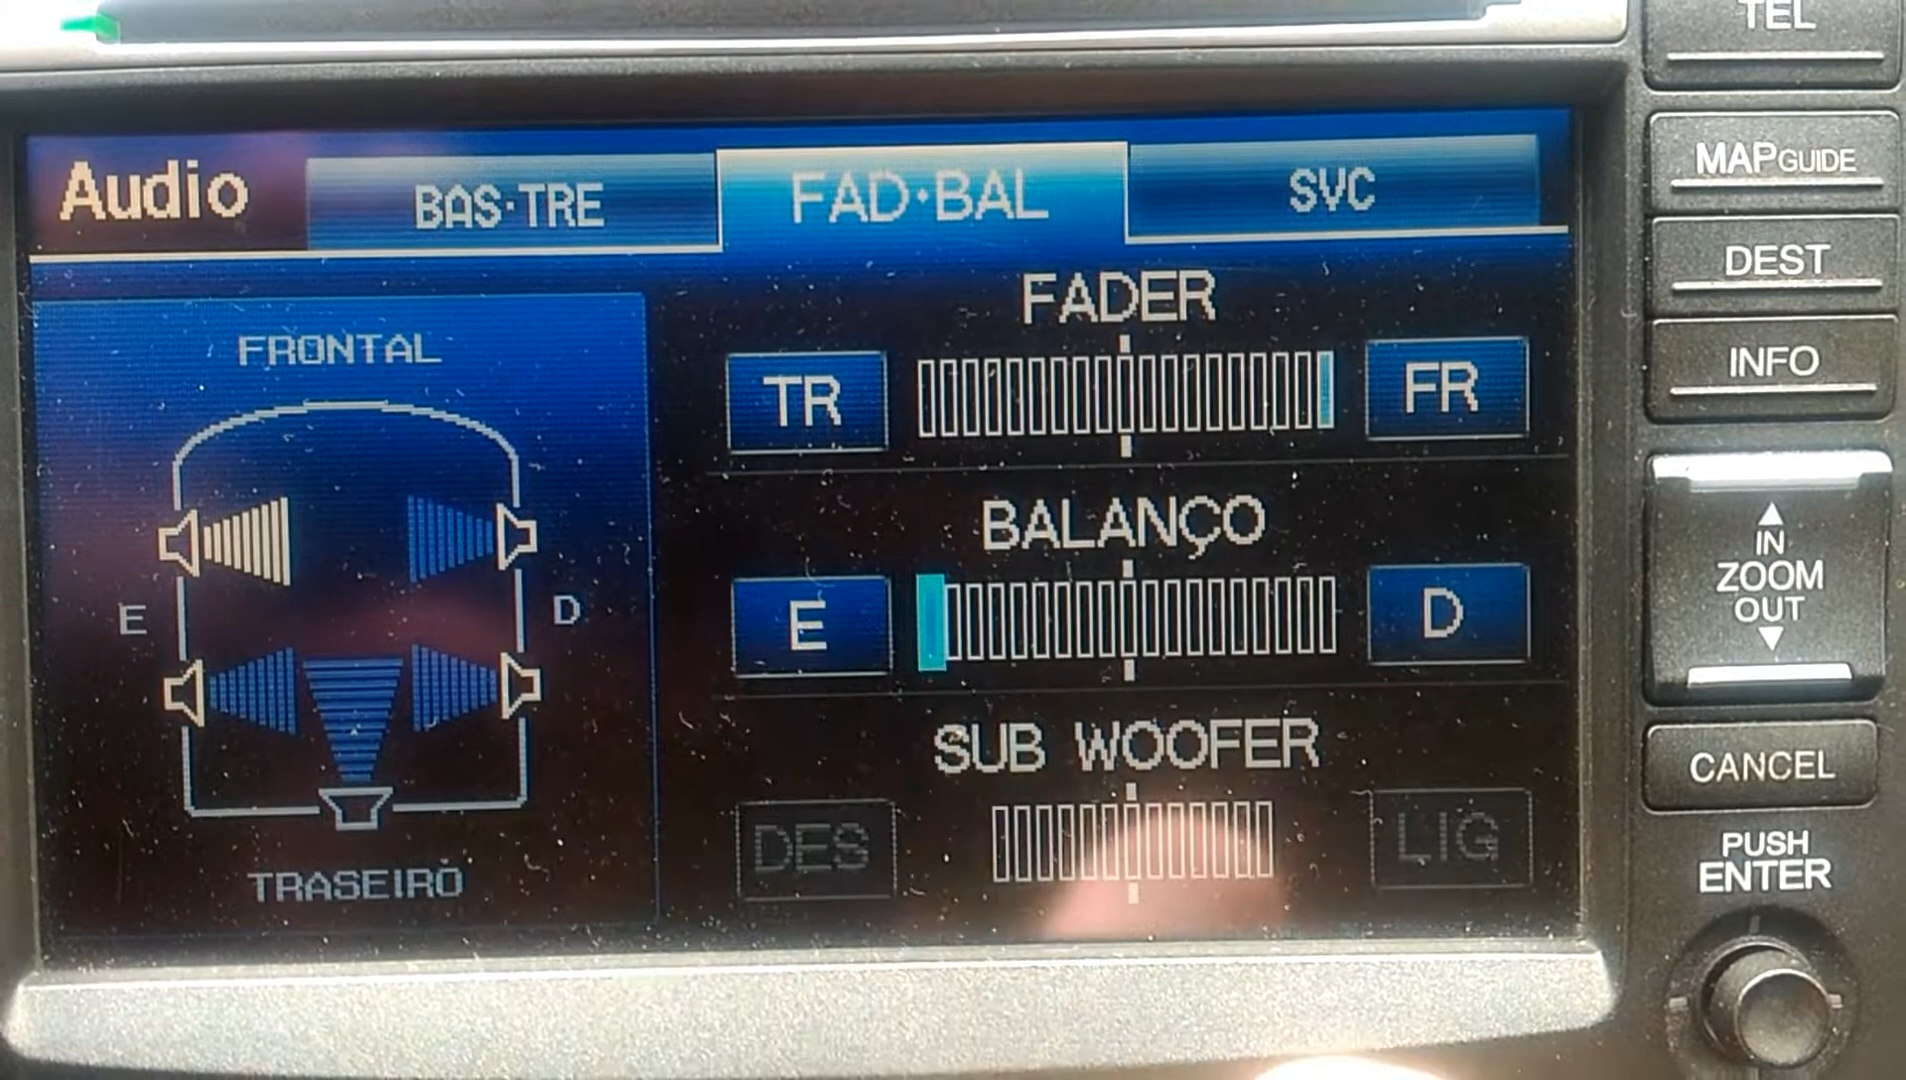 Audio
BAS·TRE
FAD·BAL
SVC
FRONTAL
E
D
TRASEIRO
FADER
TR
FR
BALANÇO
E
D
SUB WOOFER
DES
LIG
TEL
MAP GUIDE
DEST
INFO
IN
ZOOM
OUT
CANCEL
PUSH
ENTER